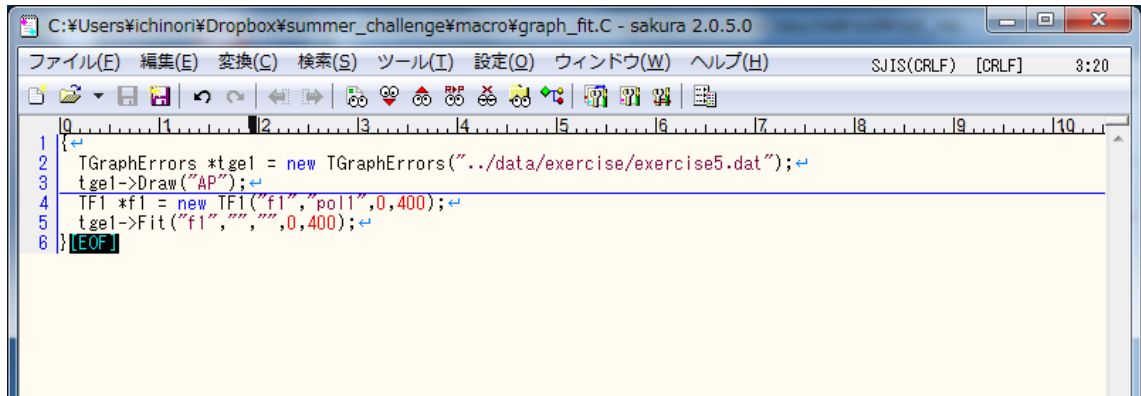 C:¥Users¥ichinori¥Dropbox¥summer_challenge¥macro¥graph_fit.C - sakura 2.0.5.0
ファイル(F) 編集(E) 変換(C) 検索(S) ツール(T) 設定(O) ウィンドウ(W) ヘルプ(H) SJIS(CRLF) [CRLF] 3:20
0 1 2 3 4 5 6 7 8 9 10
1 {↵
2 TGraphErrors *tge1 = new TGraphErrors("../data/exercise/exercise5.dat");↵
3 tge1->Draw("AP");↵
4 TF1 *f1 = new TF1("f1","pol1",0,400);↵
5 tge1->Fit("f1","","",0,400);↵
6 }[EOF]